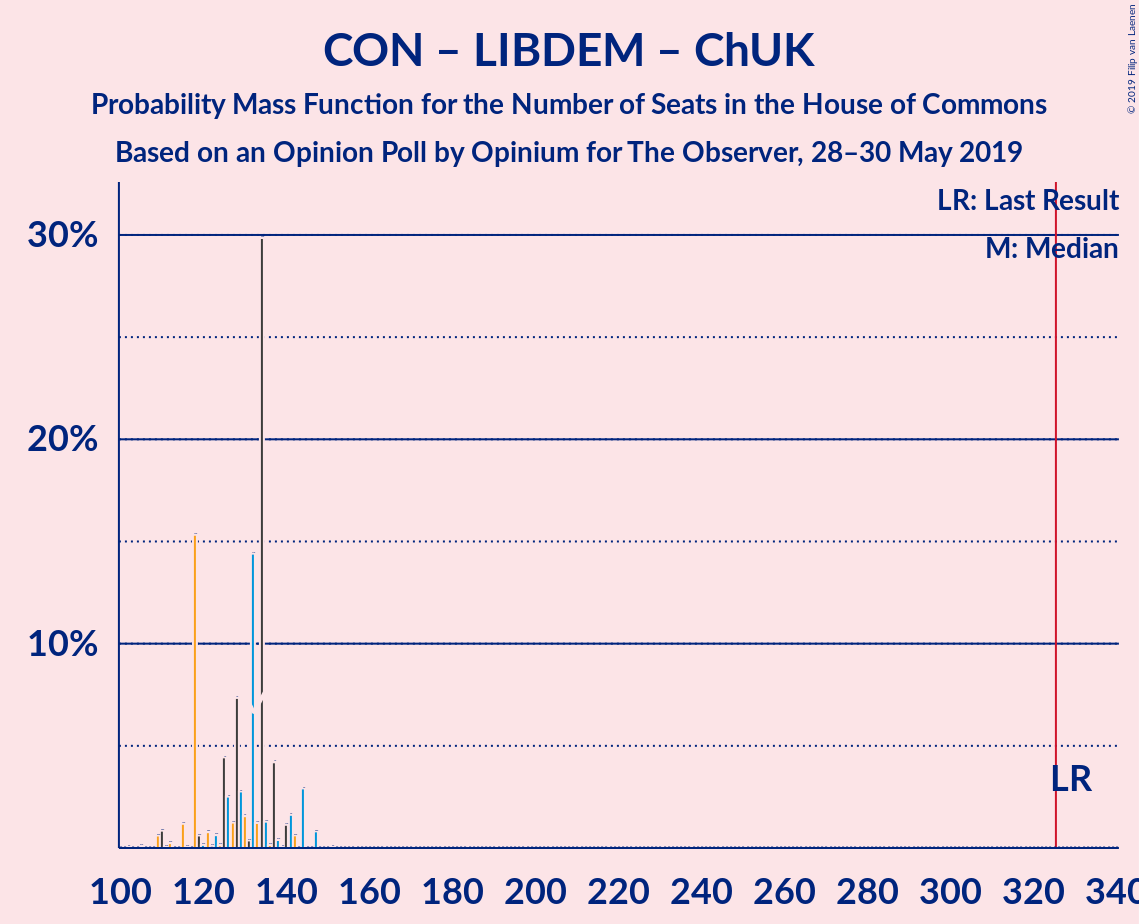 CON – LIBDEM – ChUK
Probability Mass Function for the Number of Seats in the House of Commons
Based on an Opinion Poll by Opinium for The Observer, 28–30 May 2019
© 2019 Filip van Laenen
LR: Last Result
M: Median
30%
20%
10%
LR
100 120 140 160 180 200 220 240 260 280 300 320 340